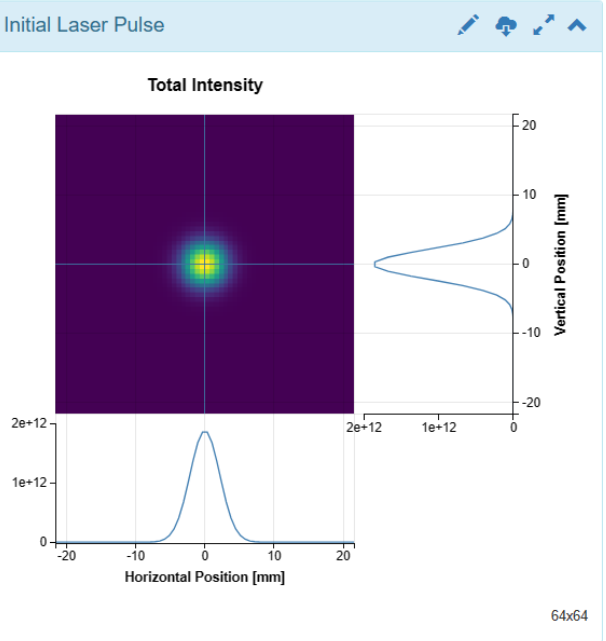 Initial Laser Pulse
Total Intensity
20
10
0
-10
-20
Vertical Position [mm]
2e+12
1e+12
0
2e+12
1e+12
0
-20
-10
0
10
20
Horizontal Position [mm]
64x64